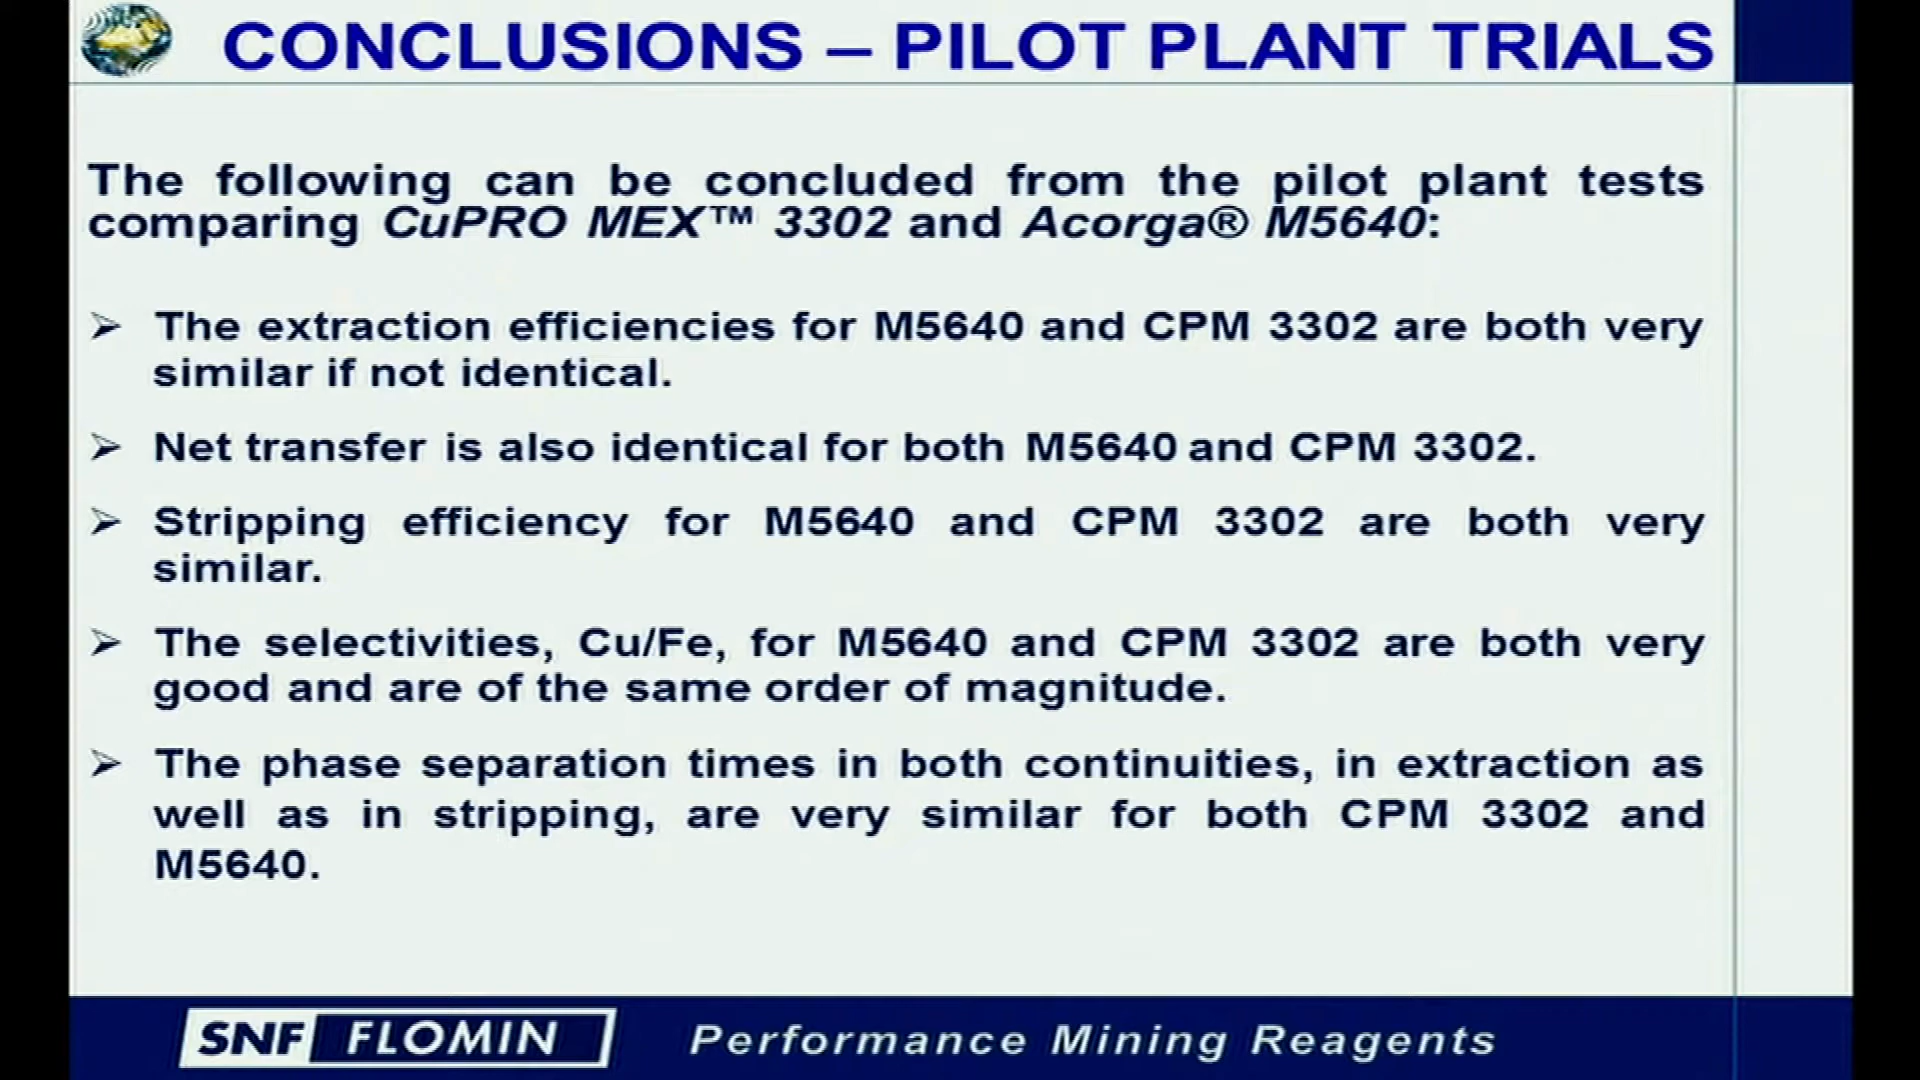 CONCLUSIONS – PILOT PLANT TRIALS
The following can be concluded from the pilot plant tests
comparing CuPRO MEX™ 3302 and Acorga® M5640:
➢ The extraction efficiencies for M5640 and CPM 3302 are both very
similar if not identical.
➢ Net transfer is also identical for both M5640 and CPM 3302.
➢ Stripping efficiency for M5640 and CPM 3302 are both very
similar.
➢ The selectivities, Cu/Fe, for M5640 and CPM 3302 are both very
good and are of the same order of magnitude.
➢ The phase separation times in both continuities, in extraction as
well as in stripping, are very similar for both CPM 3302 and
M5640.
SNF FLOMIN Performance Mining Reagents